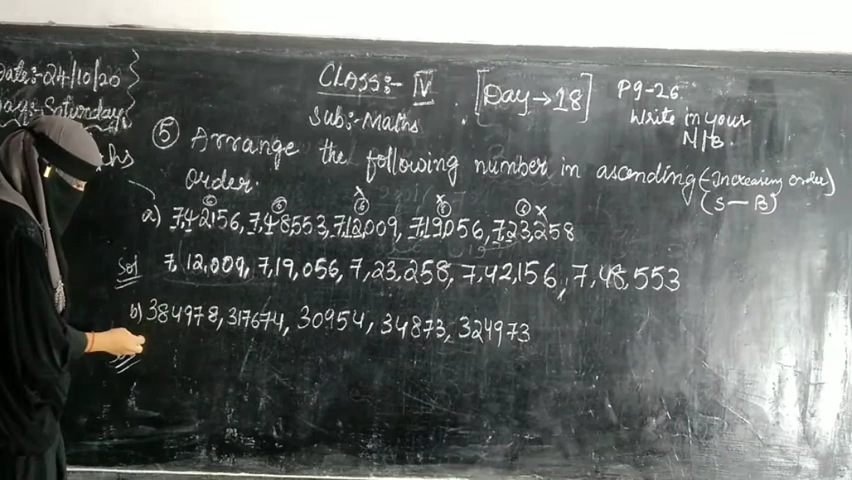 Date:-24/10/20
Day:-Saturday
CLASS:- IV
Sub:-Maths
[Day→18]
Pg-26
Write in your
N/B.
⑤ Arrange the following number in ascending (Increasing order)
order.
(S—B)
a) 7,42156, 7,48,553, 7,12,009, 7,19,056, 7,23,258
Sol 7,12,009, 7,19,056, 7,23,258, 7,42,156, 7,48,553
b) 384978, 317674, 30954, 34873, 324973